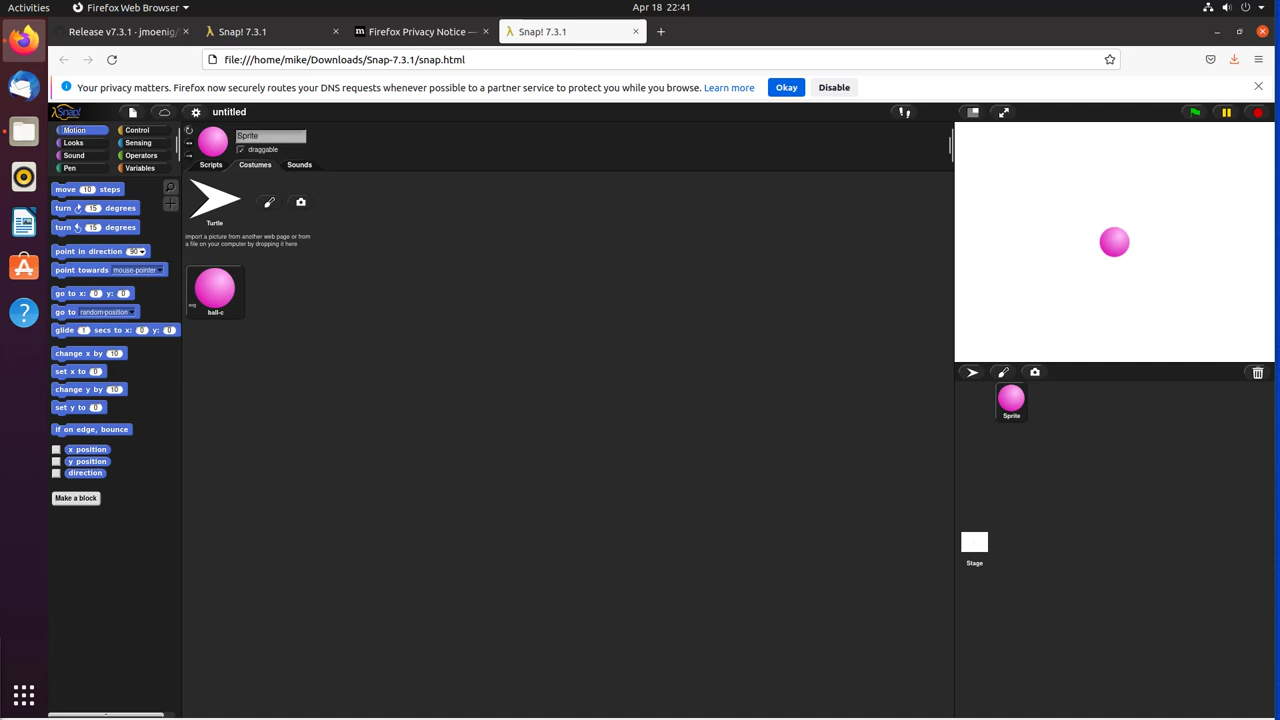 Activities
Firefox Web Browser
Apr 18 22:41
Release v7.3.1 · jmoenig/
Snap! 7.3.1
Firefox Privacy Notice —
Snap! 7.3.1
file:///home/mike/Downloads/Snap-7.3.1/snap.html
Your privacy matters. Firefox now securely routes your DNS requests whenever possible to a partner service to protect you while you browse. Learn more
Okay
Disable
Snap!
untitled
Motion
Control
Looks
Sensing
Sound
Operators
Pen
Variables
move 10 steps
turn 15 degrees
turn 15 degrees
point in direction 90
point towards mouse-pointer
go to x: 0 y: 0
go to random position
glide 1 secs to x: 0 y: 0
change x by 10
set x to 0
change y by 10
set y to 0
if on edge, bounce
x position
y position
direction
Make a block
Sprite
draggable
Scripts
Costumes
Sounds
Turtle
import a picture from another web page or from
a file on your computer by dropping it here
svg
ball-c
Sprite
Stage